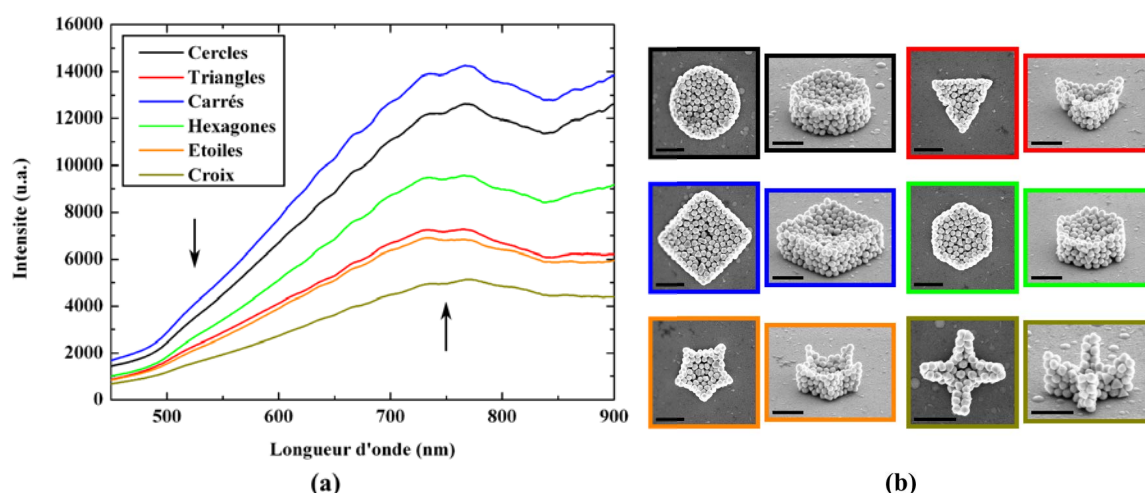 16000
14000
12000
10000
8000
6000
4000
2000
0
Intensite (u.a.)
Cercles
Triangles
Carrés
Hexagones
Etoiles
Croix
500 600 700 800 900
Longueur d'onde (nm)
(a)
(b)